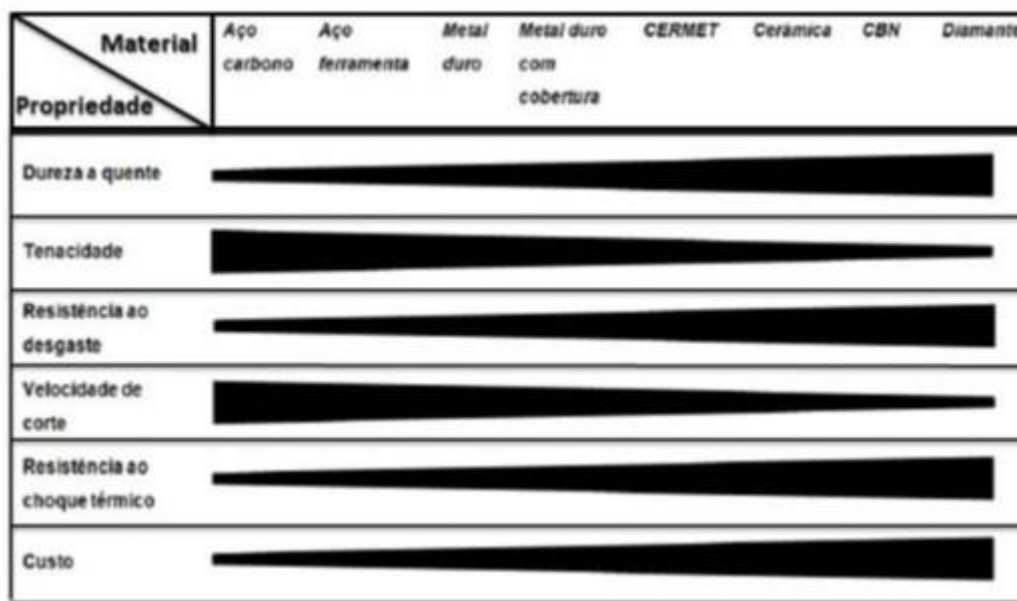 Material
Propriedade
Aço carbono
Aço ferramenta
Metal duro
Metal duro com cobertura
CERMET
Cerâmica
CBN
Diamante
Dureza a quente
Tenacidade
Resistência ao
desgaste
Velocidade de
corte
Resistência ao
choque térmico
Custo